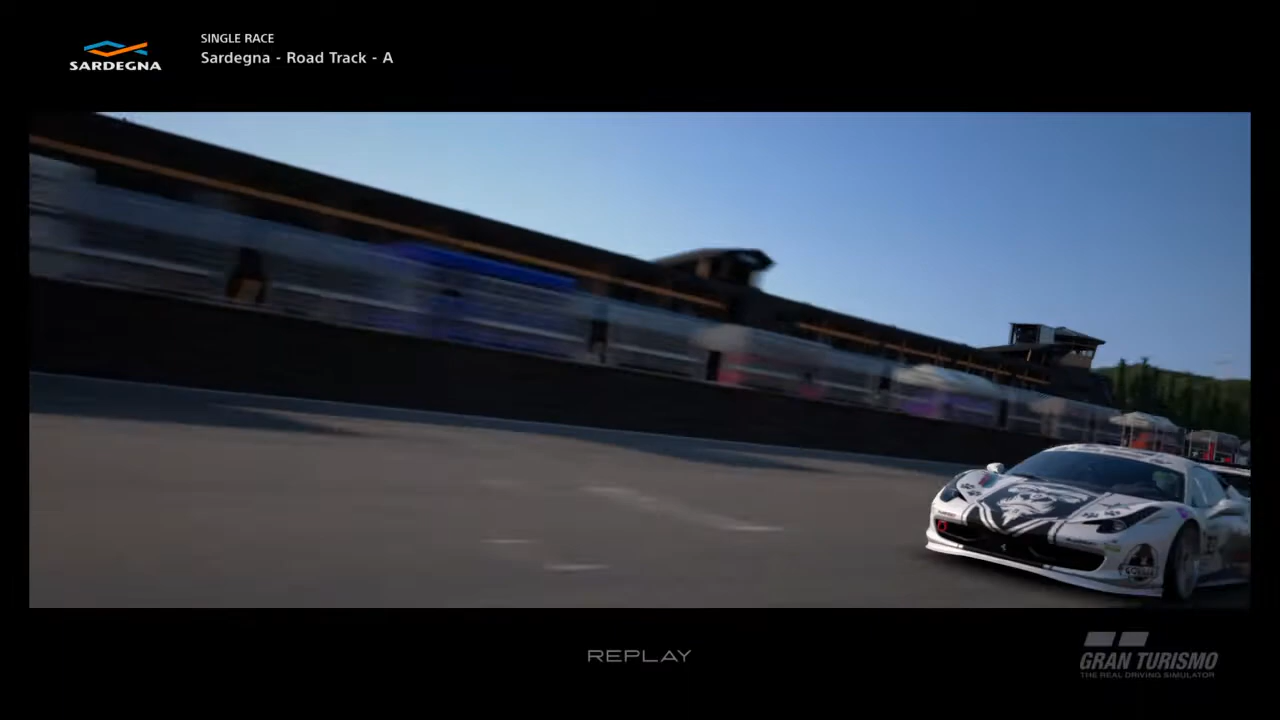 SARDEGNA
SINGLE RACE
Sardegna - Road Track - A
REPLAY
GRAN TURISMO
THE REAL DRIVING SIMULATOR